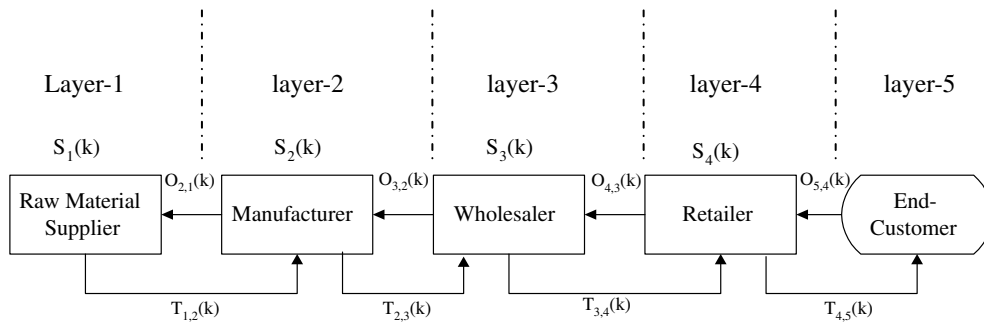 Layer-1 layer-2 layer-3 layer-4 layer-5
S1(k) S2(k) S3(k) S4(k)
O2,1(k) O3,2(k) O4,3(k) O5,4(k)
Raw Material
Supplier
Manufacturer
Wholesaler
Retailer
End-
Customer
T1,2(k) T2,3(k) T3,4(k) T4,5(k)